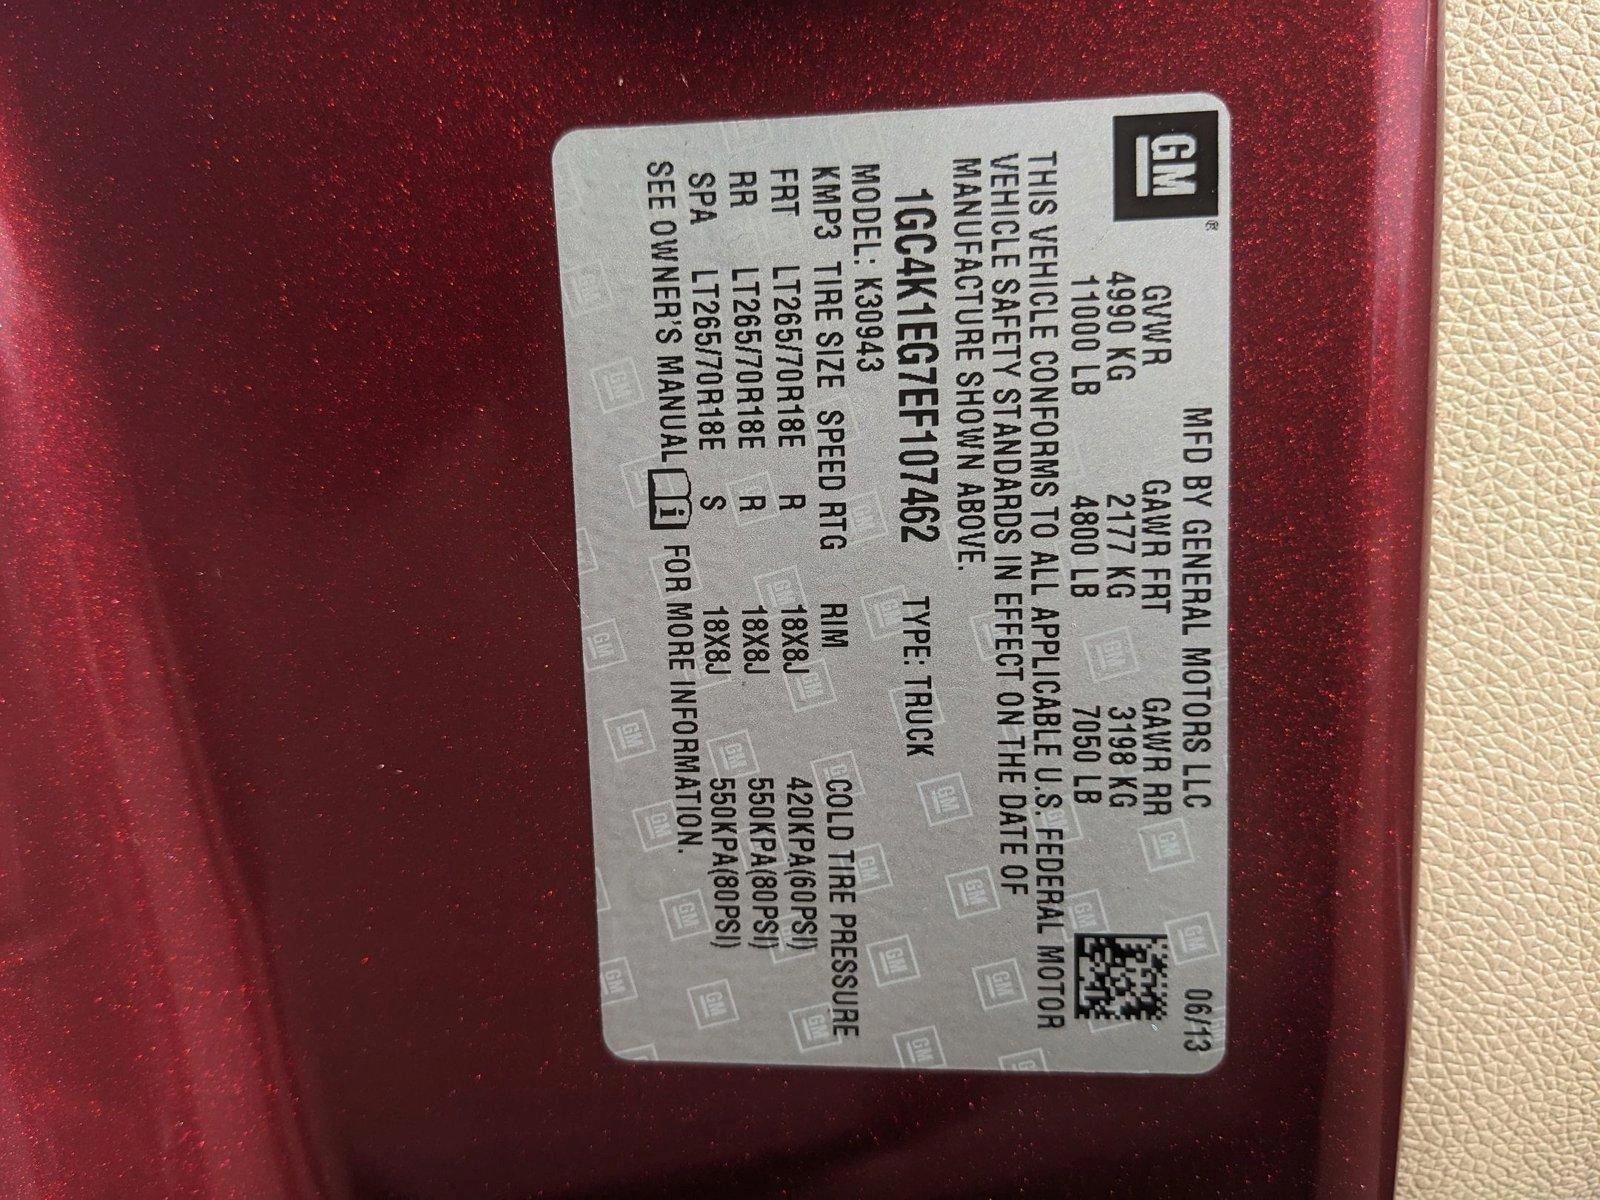 GM®
MFD BY GENERAL MOTORS LLC 06/13
GVWR GAWR FRT GAWR RR
4990 KG 2177 KG 3198 KG
11000 LB 4800 LB 7050 LB
THIS VEHICLE CONFORMS TO ALL APPLICABLE U.S. FEDERAL MOTOR
VEHICLE SAFETY STANDARDS IN EFFECT ON THE DATE OF
MANUFACTURE SHOWN ABOVE.
1GC4K1EG7EF107462 TYPE: TRUCK
MODEL: K30943
KMP3 TIRE SIZE SPEED RTG RIM COLD TIRE PRESSURE
FRT LT265/70R18E R 18X8J 420KPA(60PSI)
RR LT265/70R18E R 18X8J 550KPA(80PSI)
SPA LT265/70R18E S 18X8J 550KPA(80PSI)
SEE OWNER'S MANUAL i FOR MORE INFORMATION.